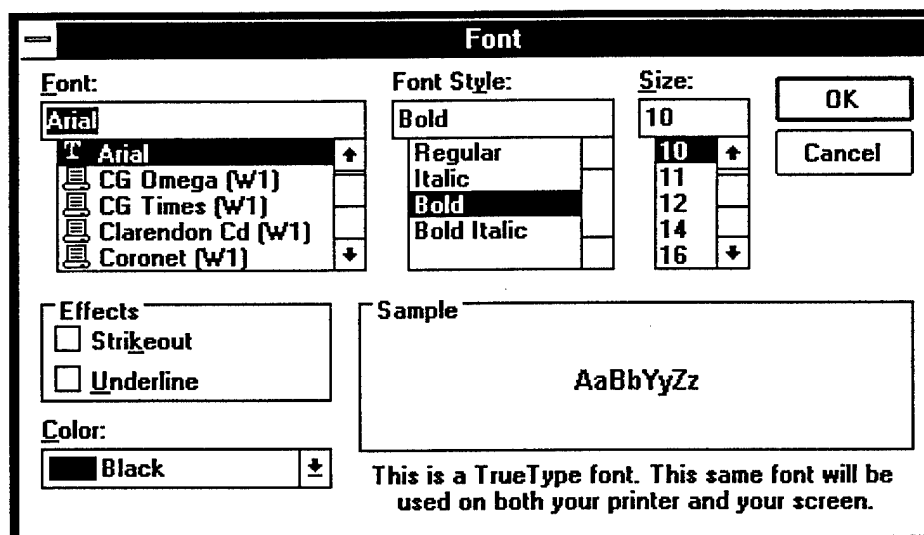 Font
Font:
Arial
Arial
CG Omega (W1)
CG Times (W1)
Clarendon Cd (W1)
Coronet (W1)
Font Style:
Bold
Regular
Italic
Bold
Bold Italic
Size:
10
10
11
12
14
16
OK
Cancel
Effects
Strikeout
Underline
Color:
Black
Sample
AaBbYyZz
This is a TrueType font. This same font will be
used on both your printer and your screen.